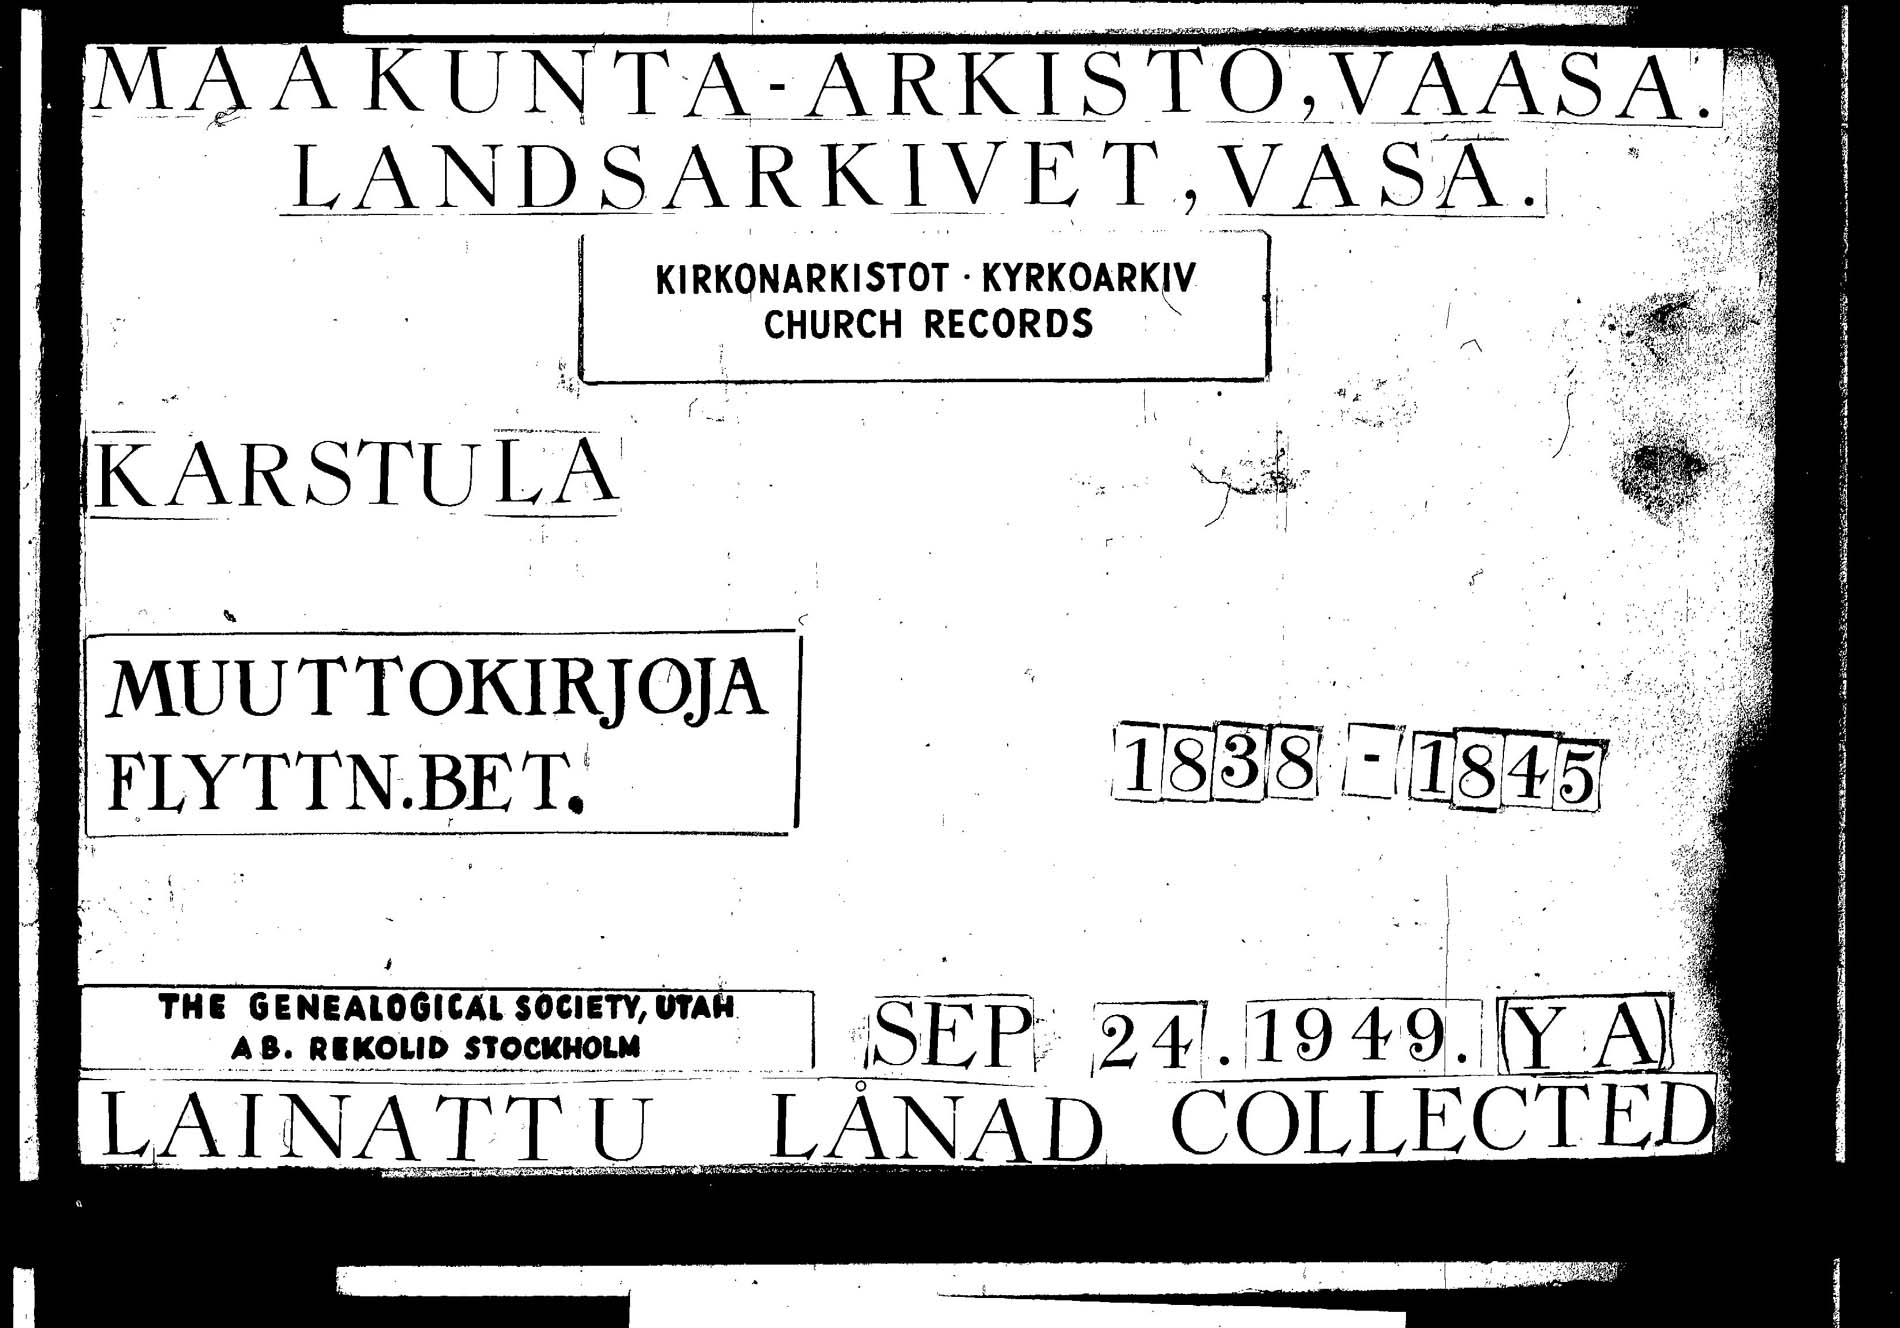 MAAKUNTA-ARKISTO, VAASA.
LANDSARKIVET, VASA.
KIRKONARKISTOT · KYRKOARKIV
CHURCH RECORDS
KARSTULA
MUUTTOKIRJOJA
FLYTTN.BET.
1838 - 1845
THE GENEALOGICAL SOCIETY, UTAH
AB. REKOLID STOCKHOLM
SEP 24. 1949. (YA)
LAINATTU LÅNAD COLLECTED